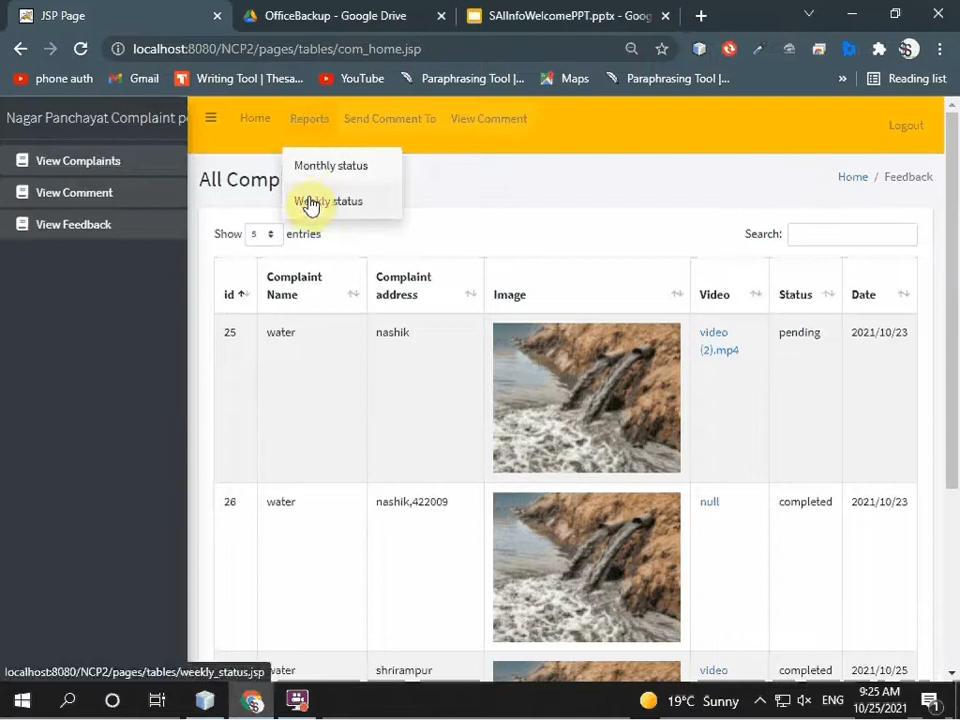 JSP Page
OfficeBackup - Google Drive
SAIInfoWelcomePPT.pptx - Goog
localhost:8080/NCP2/pages/tables/com_home.jsp
phone auth
Gmail
Writing Tool | Thesa...
YouTube
Paraphrasing Tool |...
Maps
Paraphrasing Tool |...
»
Reading list
Nagar Panchayat Complaint po
Home
Reports
Send Comment To
View Comment
Logout
View Complaints
View Comment
View Feedback
Monthly status
Weekly status
All Comp
Home / Feedback
Show 5 entries
Search:
id
Complaint Name
Complaint address
Image
Video
Status
Date
25
water
nashik
video (2).mp4
pending
2021/10/23
26
water
nashik,422009
null
completed
2021/10/23
water
shrirampur
video
completed
2021/10/25
localhost:8080/NCP2/pages/tables/weekly_status.jsp
19°C Sunny
ENG
9:25 AM
10/25/2021
1